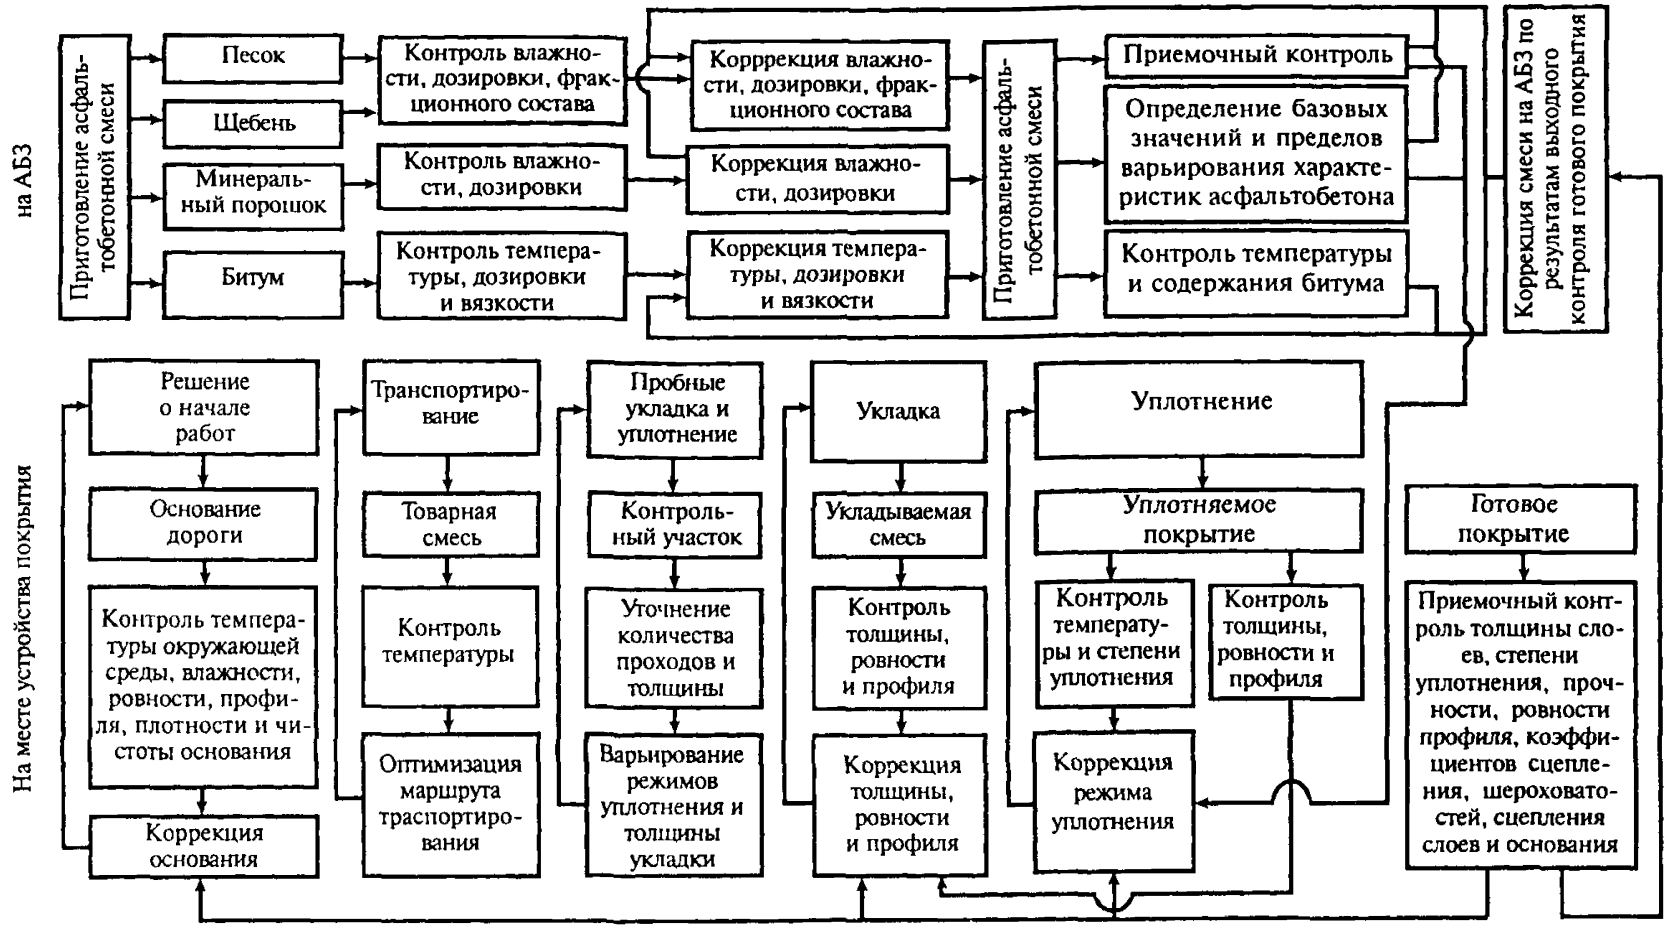 на АБЗ
Приготовление асфаль-
тобетонной смеси
Песок
Щебень
Минераль-
ный порошок
Битум
Контроль влажно-
сти, дозировки, фрак-
ционного состава
Контроль влажно-
сти, дозировки
Контроль темпера-
туры, дозировки
и вязкости
Корррекция влажно-
сти, дозировки, фрак-
ционного состава
Коррекция влажно-
сти, дозировки
Коррекция темпера-
туры, дозировки
и вязкости
Приготовление асфаль-
тобетонной смеси
Приемочный контроль
Определение базовых
значений и пределов
варьирования характе-
ристик асфальтобетона
Контроль температуры
и содержания битума
Коррекция смеси на АБЗ по
результатам выходного
контроля готового покрытия
На месте устройства покрытия
Решение
о начале
работ
Основание
дороги
Контроль темпера-
туры окружающей
среды, влажности,
ровности, профи-
ля, плотности и чи-
стоты основания
Коррекция
основания
Транспортиро-
вание
Товарная
смесь
Контроль
температуры
Оптимизация
маршрута
траспортиро-
вания
Пробные
укладка и
уплотнение
Контроль-
ный участок
Уточнение
количества
проходов и
толщины
Варьирование
режимов
уплотнения и
толщины
укладки
Укладка
Укладываемая
смесь
Контроль
толщины,
ровности
и профиля
Коррекция
толщины,
ровности
и профиля
Уплотнение
Уплотняемое
покрытие
Контроль
температу-
ры и степени
уплотнения
Контроль
толщины,
ровности и
профиля
Коррекция
режима
уплотнения
Готовое
покрытие
Приемочный конт-
роль толщины сло-
ев, степени
уплотнения, проч-
ности, ровности
профиля, коэффи-
циентов сцепле-
ния, шероховато-
стей, сцепления
слоев и основания